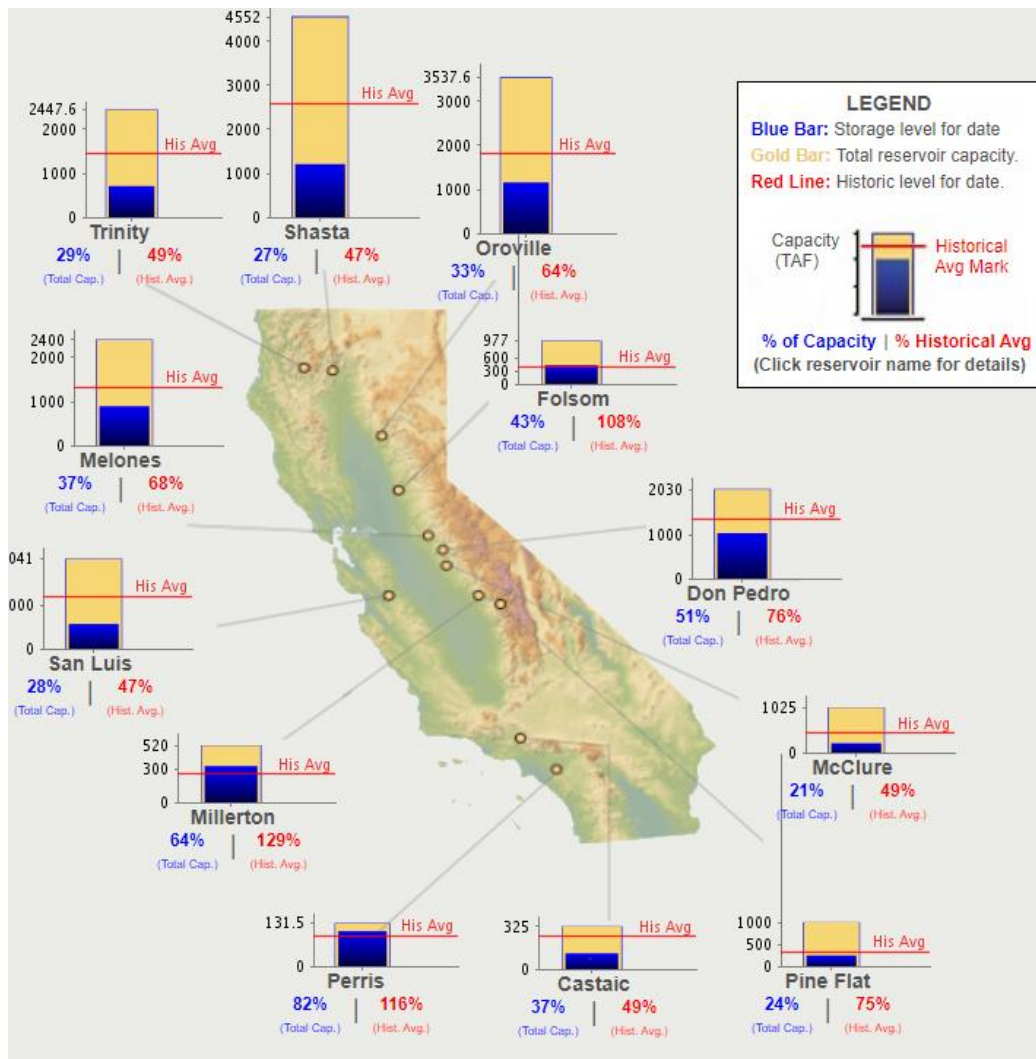 4552
4000
3000
2000
1000
0
Shasta
27% | 47%
(Total Cap.) (Hist. Avg.)
2447.6
2000
1000
0
His Avg
Trinity
29% | 49%
(Total Cap.) (Hist. Avg.)
3537.6
3000
2000
1000
0
His Avg
Oroville
33% | 64%
(Total Cap.) (Hist. Avg.)
LEGEND
Blue Bar: Storage level for date
Gold Bar: Total reservoir capacity.
Red Line: Historic level for date.
Capacity
(TAF)
Historical
Avg Mark
% of Capacity | % Historical Avg
(Click reservoir name for details)
2400
2000
1000
0
His Avg
Melones
37% | 68%
(Total Cap.) (Hist. Avg.)
977
600
300
0
His Avg
Folsom
43% | 108%
(Total Cap.) (Hist. Avg.)
2030
1000
0
His Avg
Don Pedro
51% | 76%
(Total Cap.) (Hist. Avg.)
041
000
0
His Avg
San Luis
28% | 47%
(Total Cap.) (Hist. Avg.)
1025
0
His Avg
McClure
21% | 49%
(Total Cap.) (Hist. Avg.)
520
300
0
His Avg
Millerton
64% | 129%
(Total Cap.) (Hist. Avg.)
131.5
0
His Avg
Perris
82% | 116%
(Total Cap.) (Hist. Avg.)
325
0
His Avg
Castaic
37% | 49%
(Total Cap.) (Hist. Avg.)
1000
500
0
His Avg
Pine Flat
24% | 75%
(Total Cap.) (Hist. Avg.)